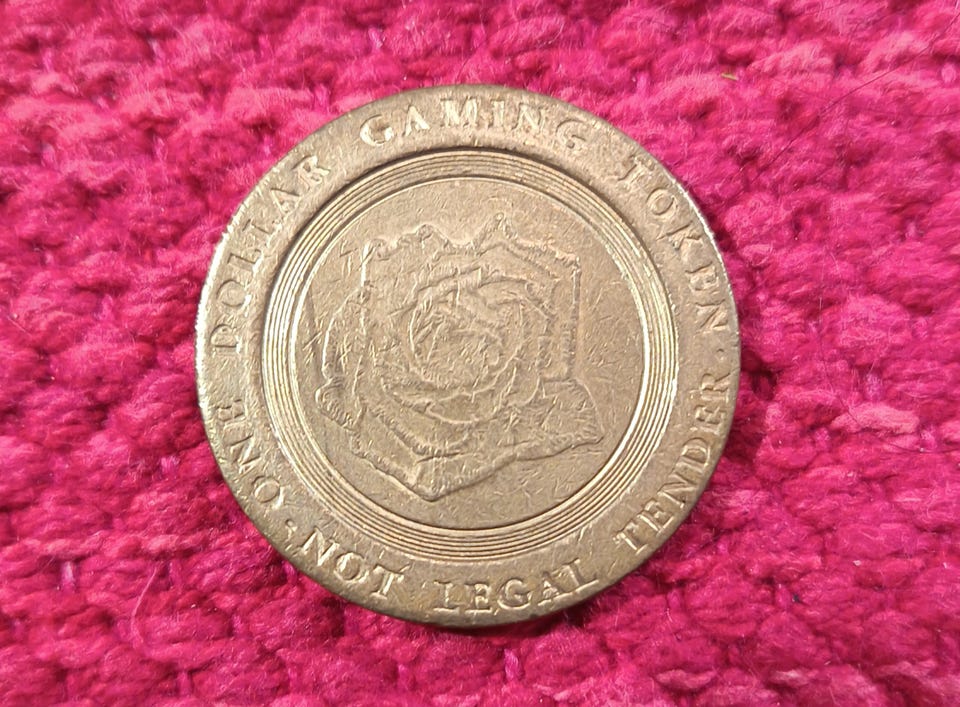 ONE DOLLAR GAMING TOKEN
· NOT LEGAL TENDER ·